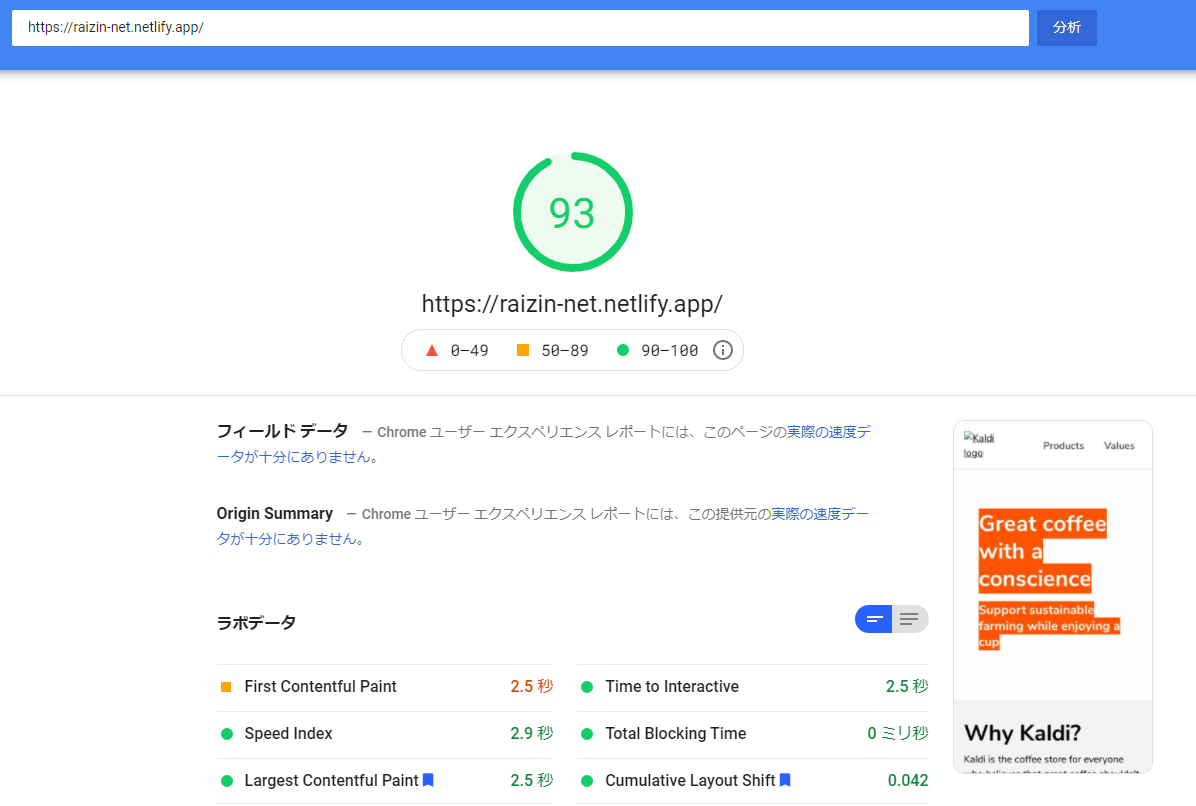 https://raizin-net.netlify.app/
分析
93
https://raizin-net.netlify.app/
0–49
50–89
90–100
フィールド データ — Chrome ユーザー エクスペリエンス レポートには、このページの実際の速度デ
ータが十分にありません。
Origin Summary — Chrome ユーザー エクスペリエンス レポートには、この提供元の実際の速度デー
タが十分にありません。
ラボデータ
First Contentful Paint 2.5 秒
Time to Interactive 2.5 秒
Speed Index 2.9 秒
Total Blocking Time 0 ミリ秒
Largest Contentful Paint 2.5 秒
Cumulative Layout Shift 0.042
Kaldi
logo
Products Values
Great coffee
with a
conscience
Support sustainable
farming while enjoying a
cup
Why Kaldi?
Kaldi is the coffee store for everyone
who believes that great coffee shouldn't